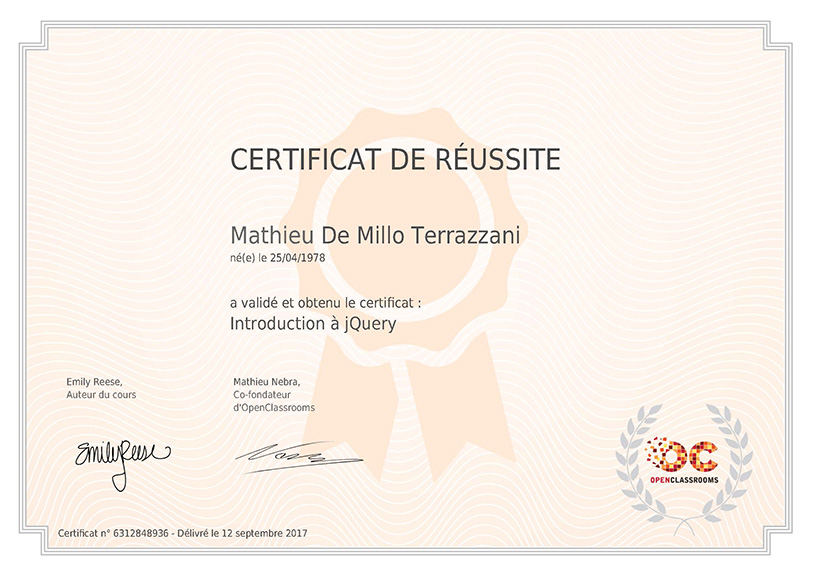 CERTIFICAT DE RÉUSSITE
Mathieu De Millo Terrazzani
né(e) le 25/04/1978
a validé et obtenu le certificat :
Introduction à jQuery
Emily Reese,
Auteur du cours
Mathieu Nebra,
Co-fondateur
d'OpenClassrooms
EmilyReese
OC
OPENCLASSROOMS
Certificat n° 6312848936 - Délivré le 12 septembre 2017